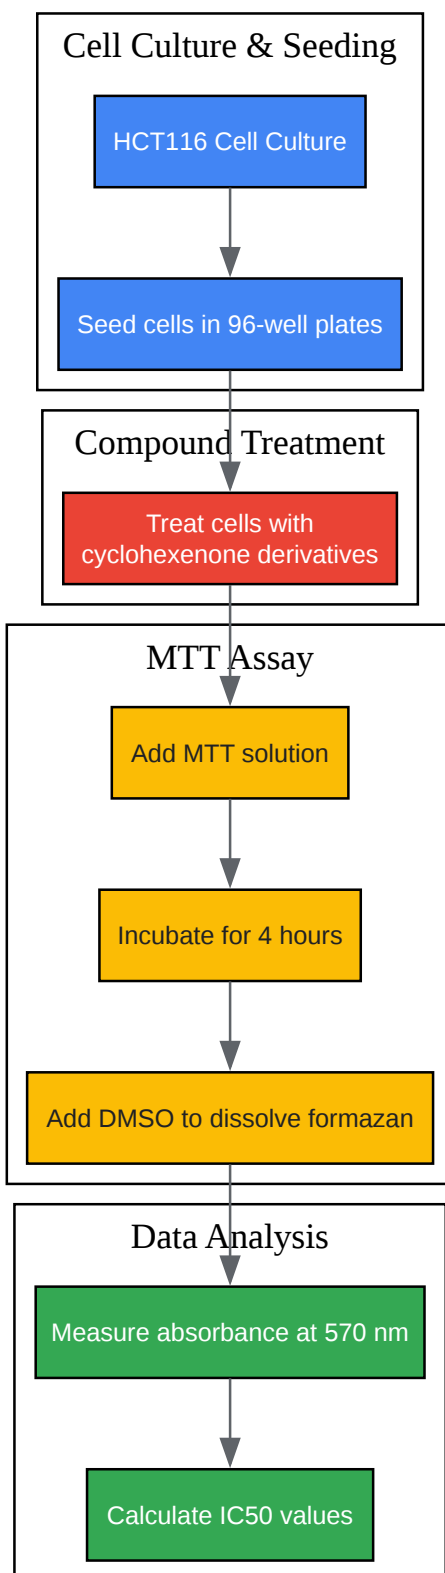 Cell Culture & Seeding
HCT116 Cell Culture
Seed cells in 96-well plates
Compound Treatment
Treat cells with
cyclohexenone derivatives
MTT Assay
Add MTT solution
Incubate for 4 hours
Add DMSO to dissolve formazan
Data Analysis
Measure absorbance at 570 nm
Calculate IC50 values